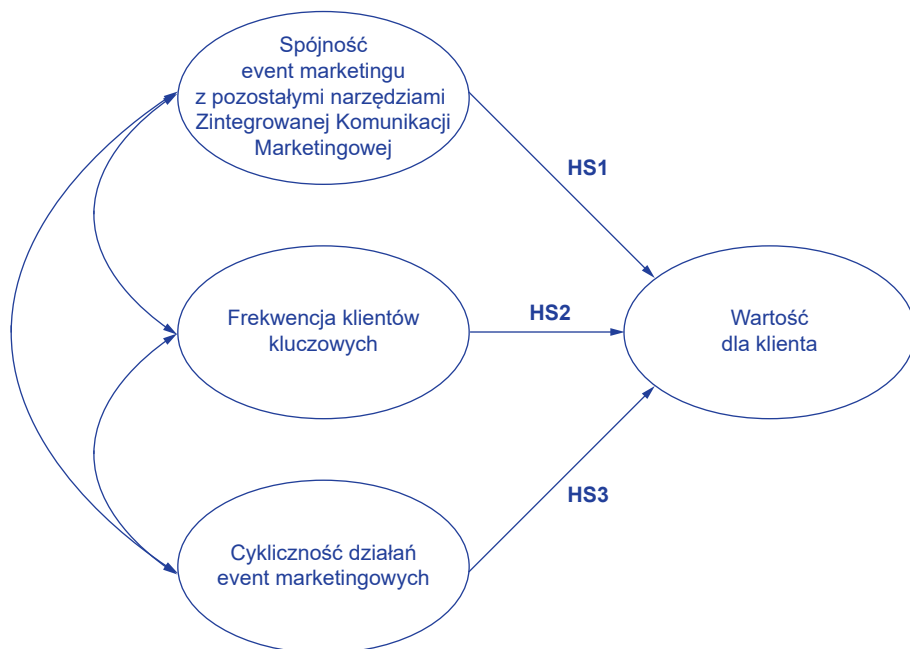 Spójność
event marketingu
z pozostałymi narzędziami
Zintegrowanej Komunikacji
Marketingowej
HS1
Frekwencja klientów
kluczowych
HS2
Wartość
dla klienta
HS3
Cykliczność działań
event marketingowych